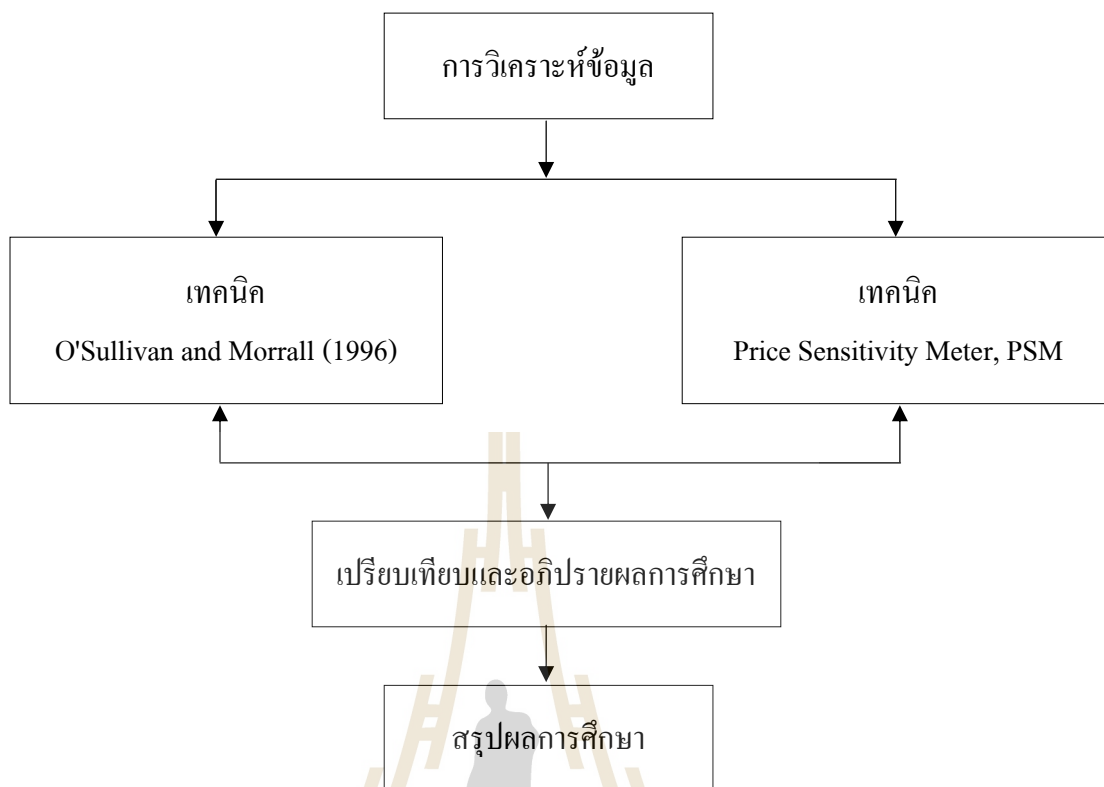 การวิเคราะห์ข้อมูล
เทคนิค
O'Sullivan and Morrall (1996)
เทคนิค
Price Sensitivity Meter, PSM
เปรียบเทียบและอภิปรายผลการศึกษา
สรุปผลการศึกษา